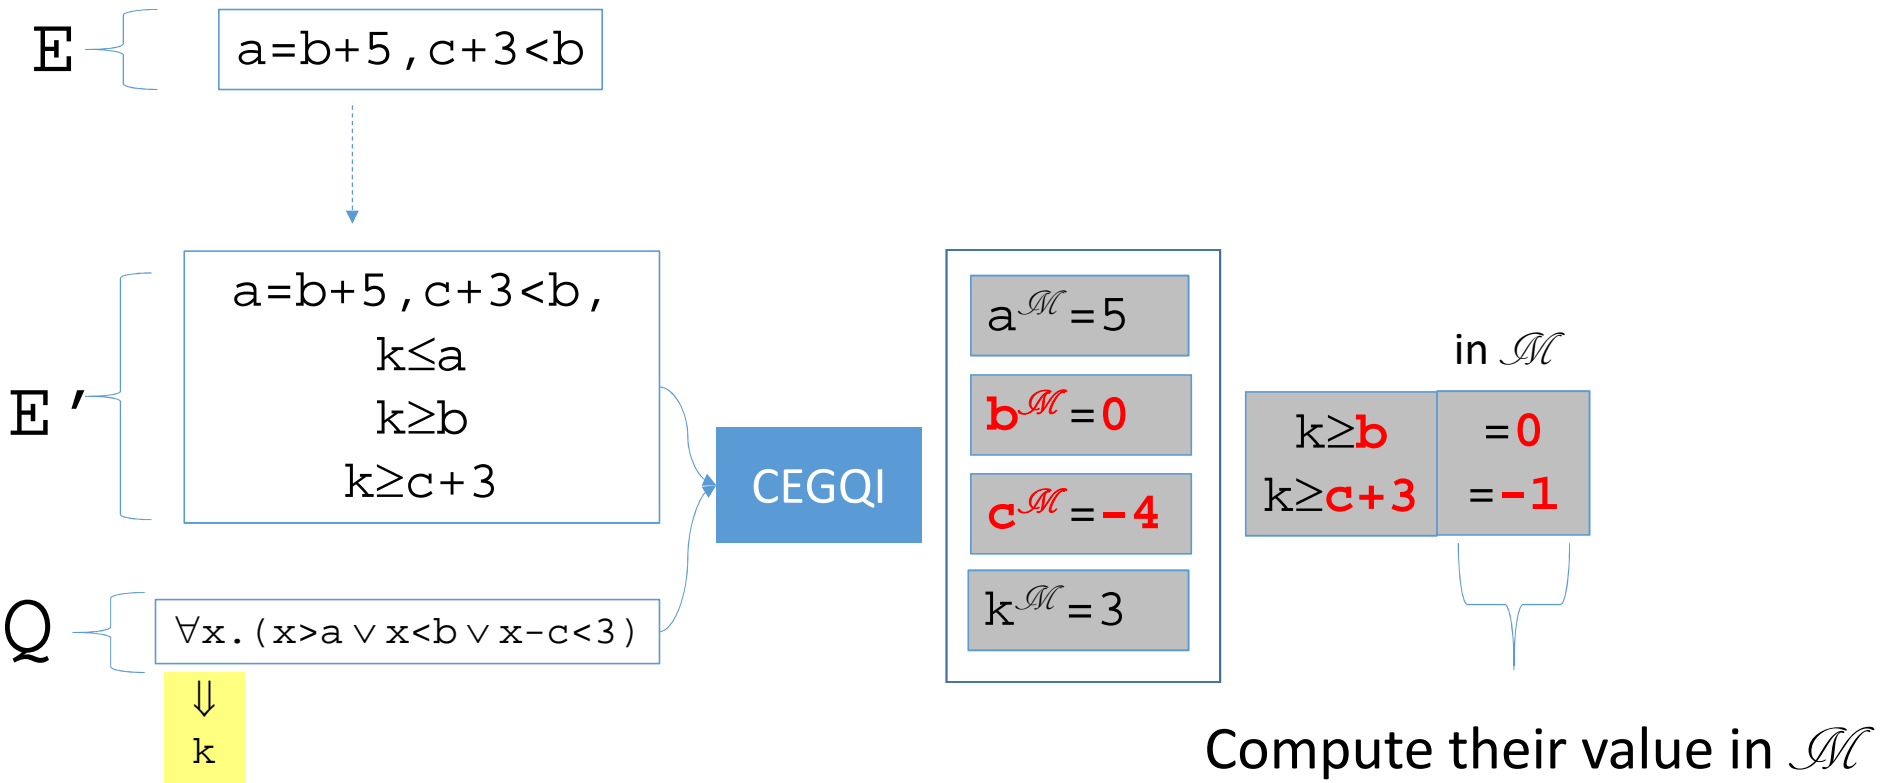 E
a=b+5,c+3<b
E'
a=b+5,c+3<b,
k≤a
k≥b
k≥c+3
Q
∀x.(x>a∨x<b∨x-c<3)
⇓
k
CEGQI
aℳ=5
bℳ=0
cℳ=-4
kℳ=3
in ℳ
k≥b =0
k≥c+3 =-1
Compute their value in ℳ